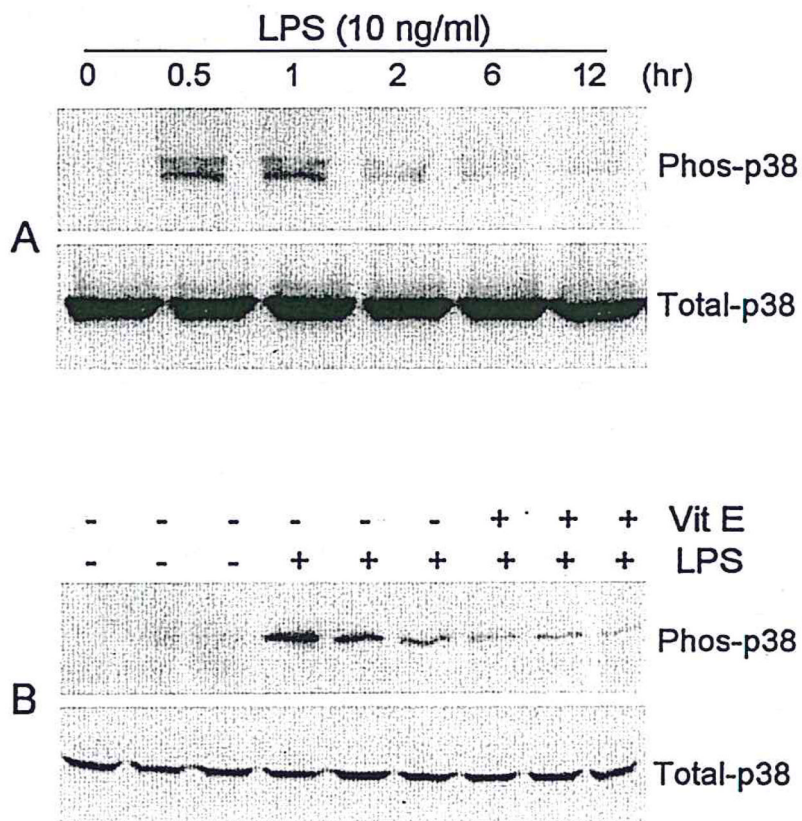 LPS (10 ng/ml)
0 0.5 1 2 6 12 (hr)
Phos-p38
A
Total-p38
- - - - - - + + + Vit E
- - - + + + + + + LPS
Phos-p38
B
Total-p38